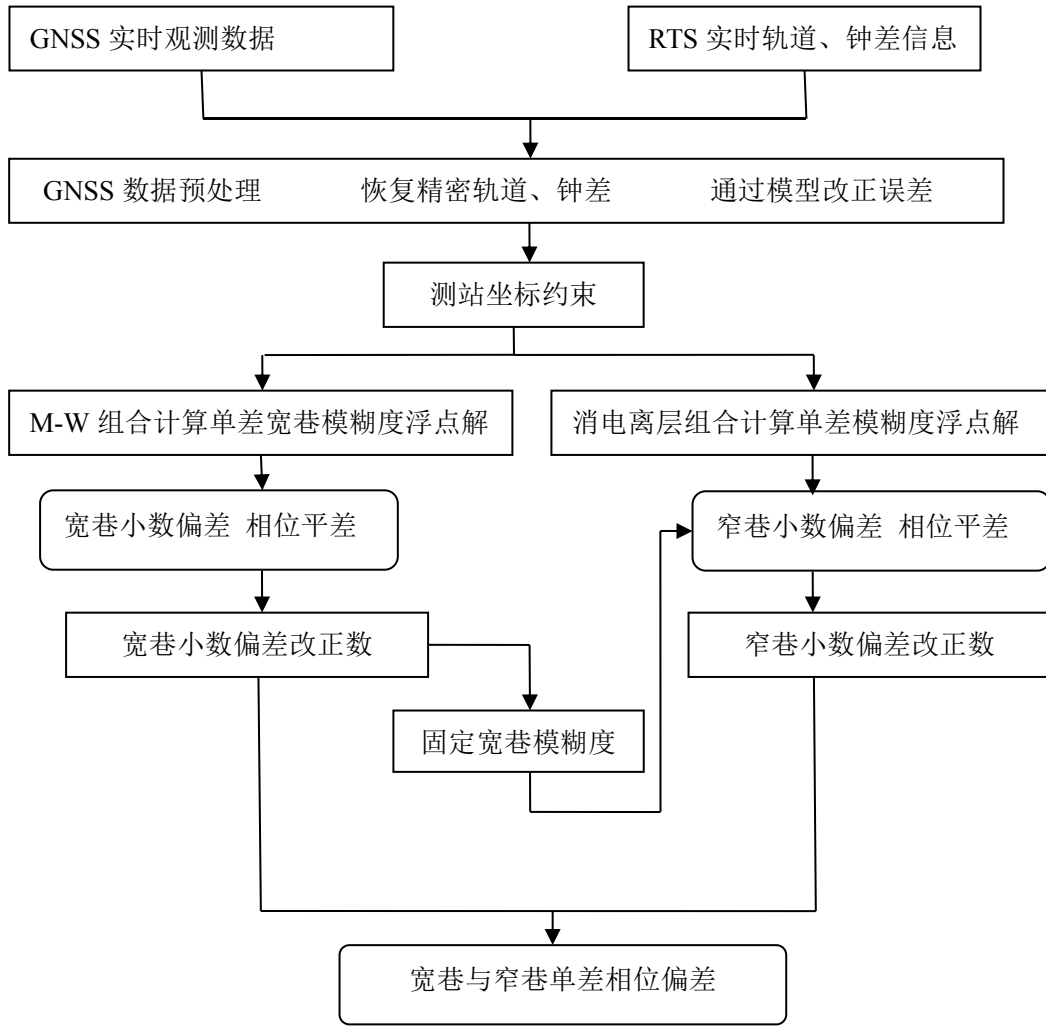 GNSS 实时观测数据
RTS 实时轨道、钟差信息
GNSS 数据预处理 恢复精密轨道、钟差 通过模型改正误差
测站坐标约束
M-W 组合计算单差宽巷模糊度浮点解
消电离层组合计算单差模糊度浮点解
宽巷小数偏差 相位平差
窄巷小数偏差 相位平差
宽巷小数偏差改正数
窄巷小数偏差改正数
固定宽巷模糊度
宽巷与窄巷单差相位偏差